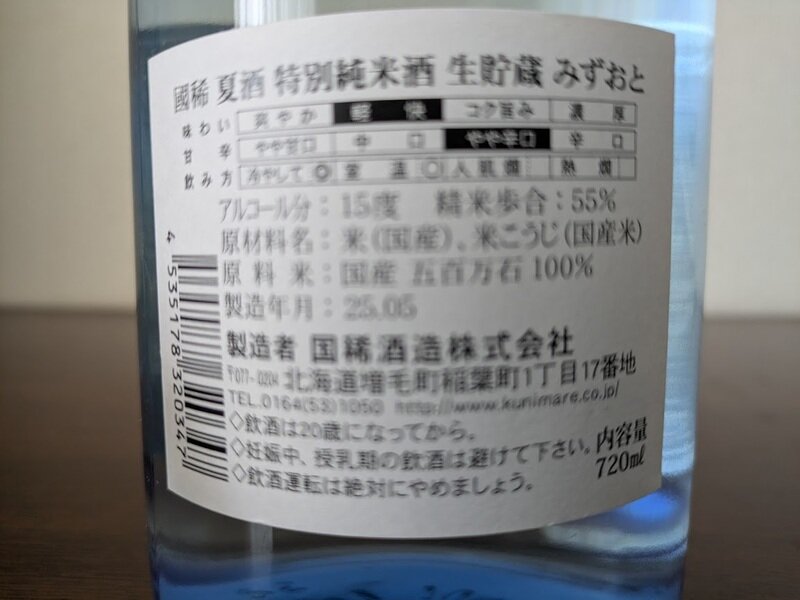 國稀 夏酒 特別純米酒 生貯蔵 みずおと
味わい 爽やか 軽快 コク旨み 濃厚
甘辛 やや甘口 中口 やや辛口 辛口
飲み方 冷やして◎ 室温○ 人肌燗 熱燗
アルコール分：15度 精米歩合：55%
原材料名：米(国産)、米こうじ(国産米)
原料米：国産 五百万石100%
製造年月：25.05
製造者 国稀酒造株式会社
〒077-0204 北海道増毛町稲葉町1丁目17番地
TEL.0164(53)1050 http://www.kunimare.co.jp/
◇飲酒は20歳になってから。
◇妊娠中、授乳期の飲酒は避けて下さい。
◇飲酒運転は絶対にやめましょう。
内容量
720㎖
4 535178 320347